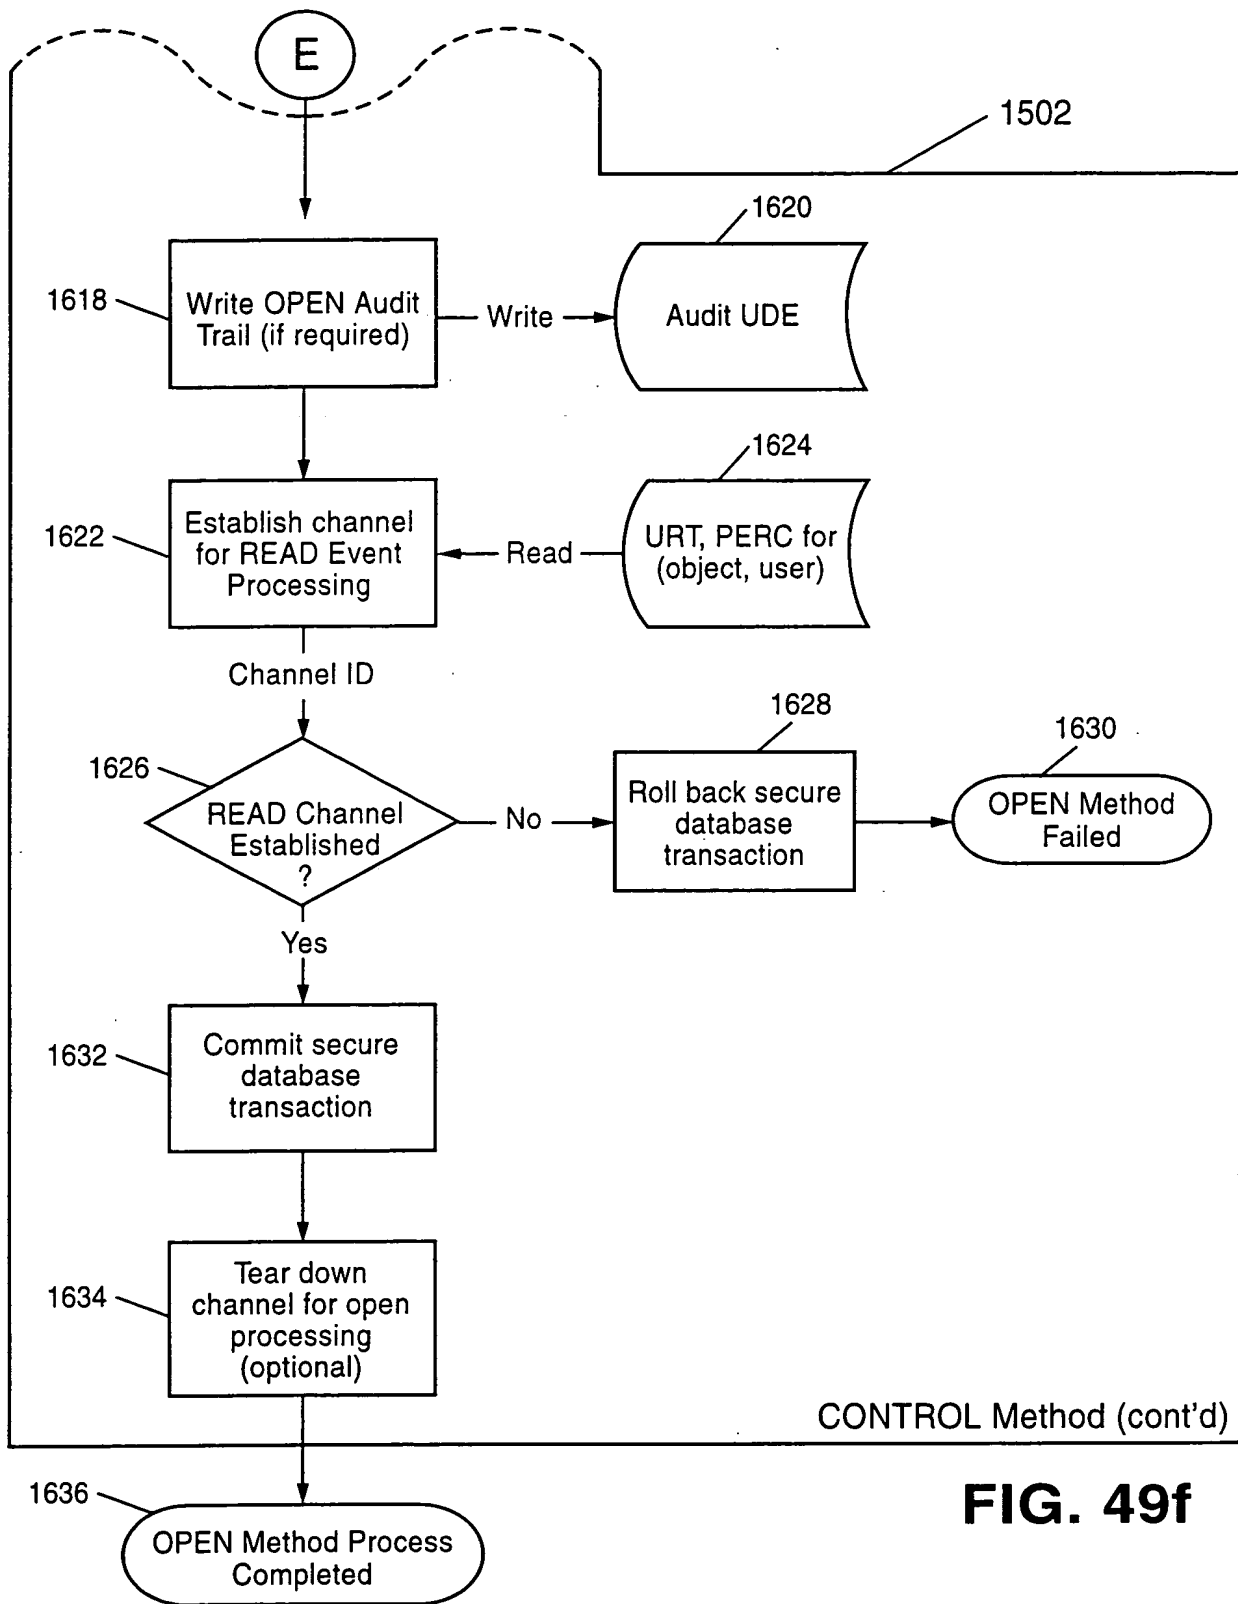 E
1502
1620
1618
Write OPEN Audit
Trail (if required)
Write
Audit UDE
1624
1622
Establish channel
for READ Event
Processing
Read
URT, PERC for
(object, user)
Channel ID
1628
1630
1626
READ Channel
Established
?
No
Roll back secure
database
transaction
OPEN Method
Failed
Yes
1632
Commit secure
database
transaction
1634
Tear down
channel for open
processing
(optional)
CONTROL Method (cont'd)
1636
OPEN Method Process
Completed
FIG. 49f